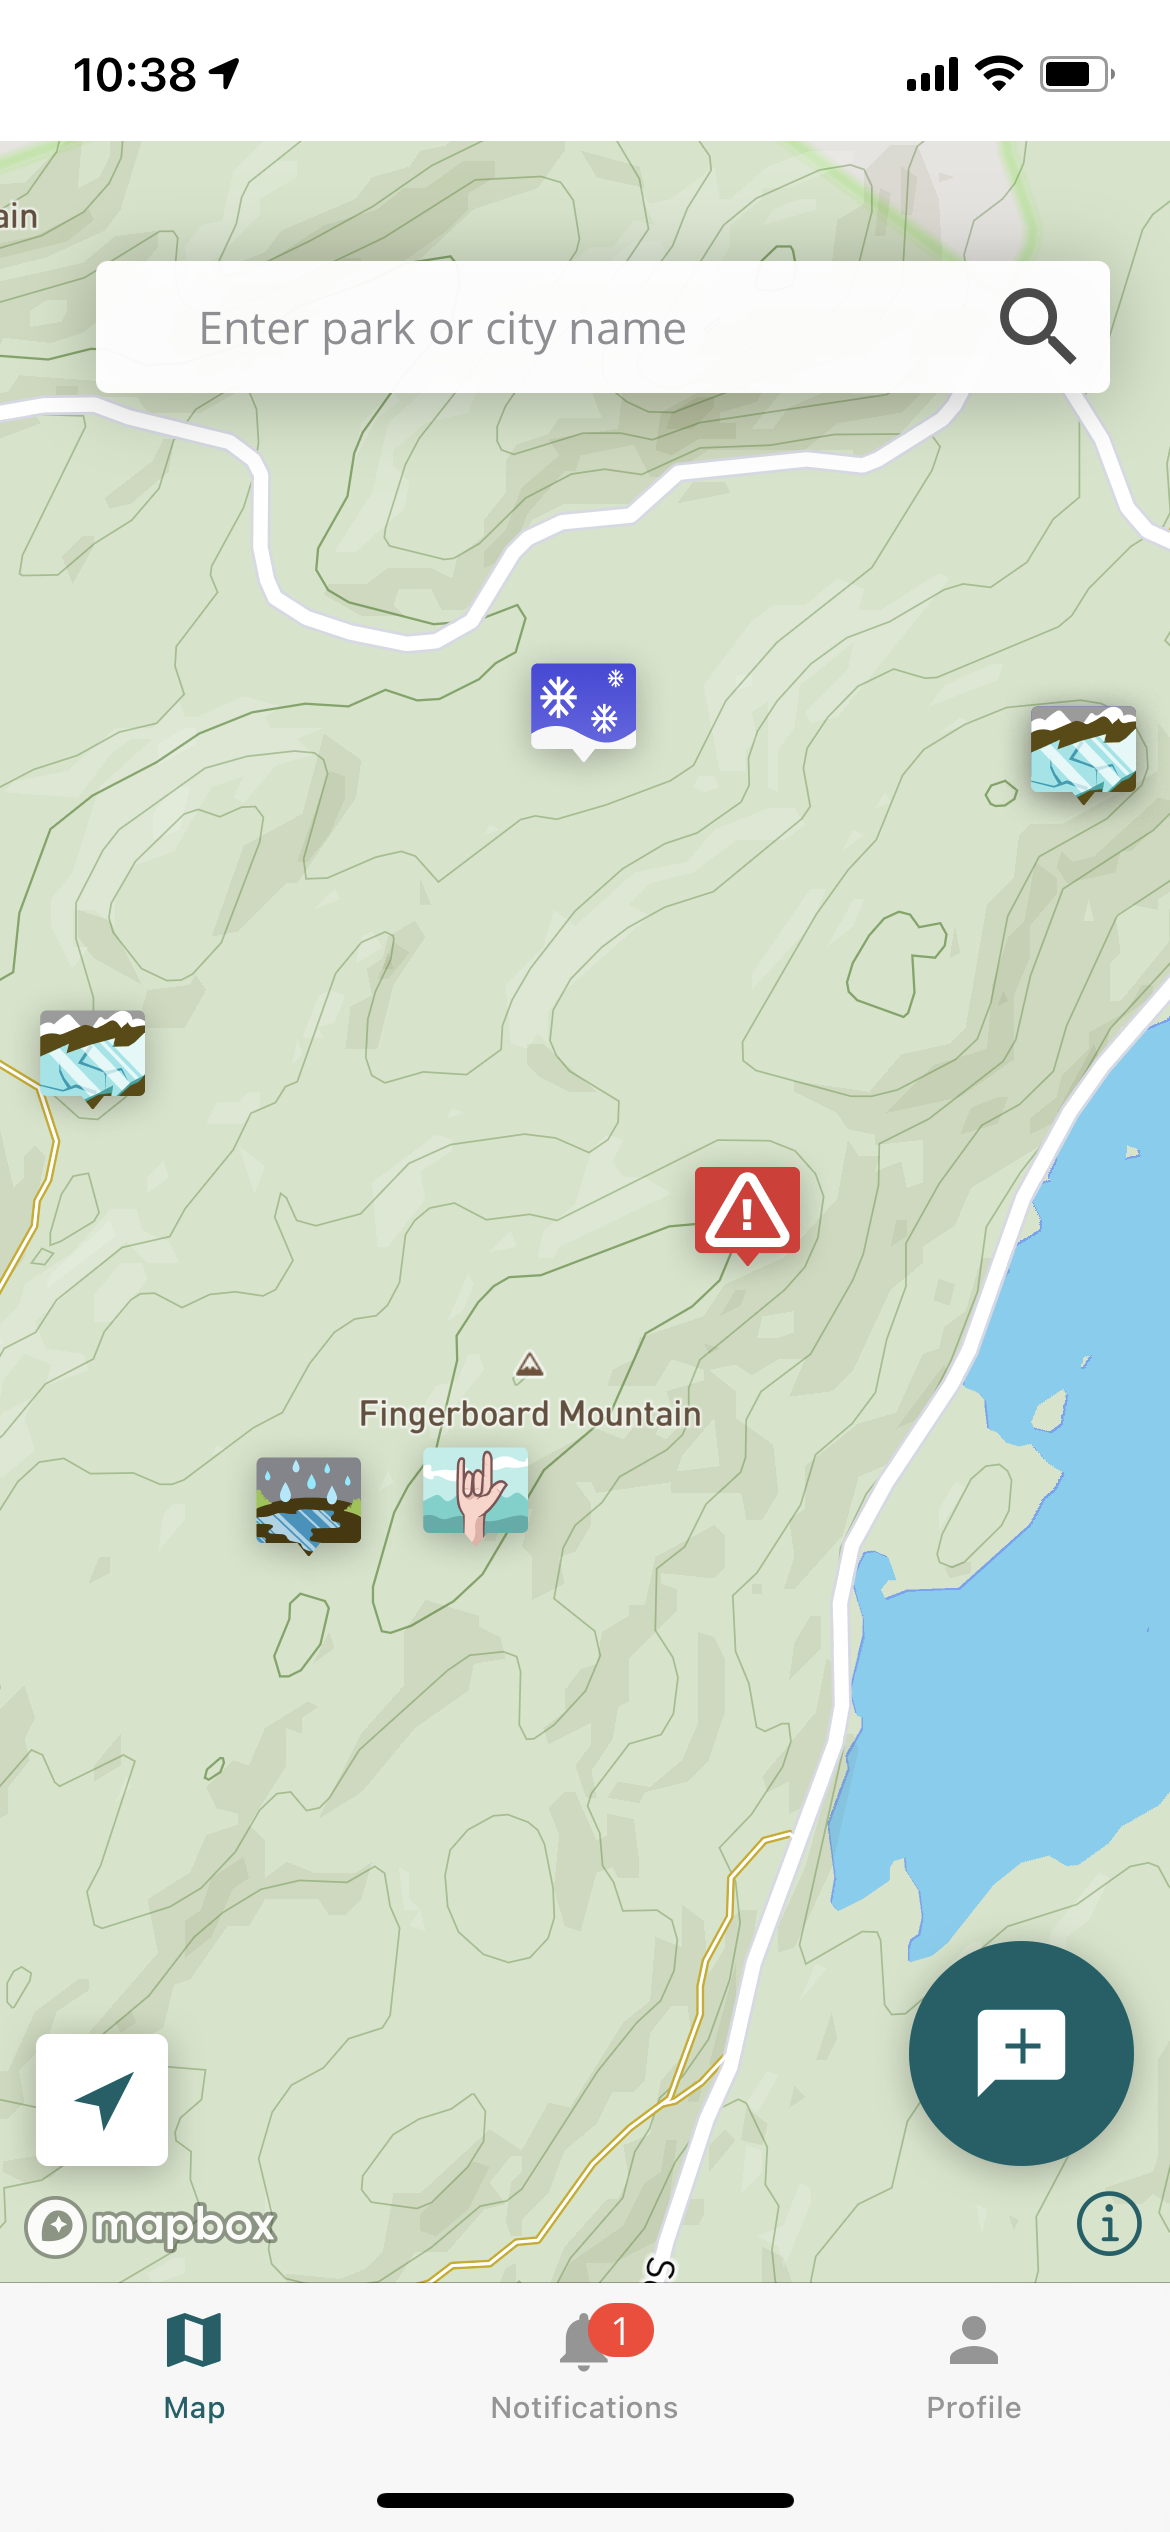 10:38
ain
Enter park or city name
Fingerboard Mountain
mapbox
1
Map
Notifications
Profile